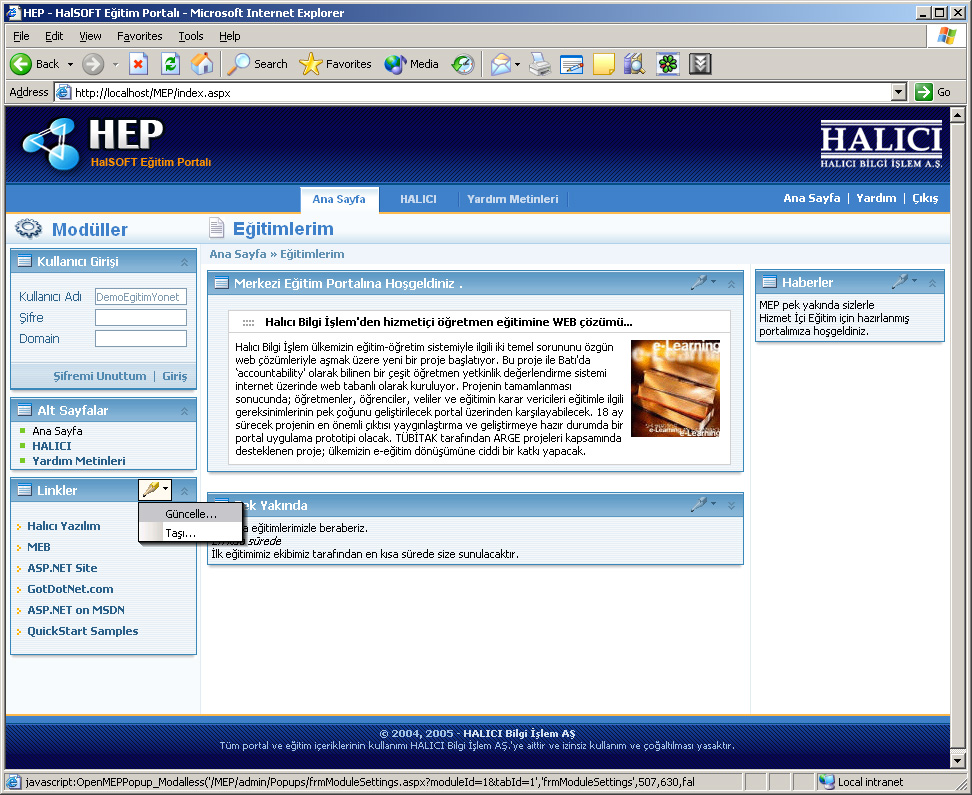 HEP - HalSOFT Eğitim Portalı - Microsoft Internet Explorer
File Edit View Favorites Tools Help
Back Search Favorites Media
Address http://localhost/MEP/index.aspx Go
HEP
HalSOFT Eğitim Portalı
HALICI
HALICI BİLGİ İŞLEM A.Ş.
Ana Sayfa HALICI Yardım Metinleri
Ana Sayfa | Yardım | Çıkış
Modüller
Kullanıcı Girişi
Kullanıcı Adı DemoEgitimYonet
Şifre
Domain
Şifremi Unuttum | Giriş
Alt Sayfalar
Ana Sayfa
HALICI
Yardım Metinleri
Linkler
Güncelle...
Taşı...
Halıcı Yazılım
MEB
ASP.NET Site
GotDotNet.com
ASP.NET on MSDN
QuickStart Samples
Eğitimlerim
Ana Sayfa » Eğitimlerim
Merkezi Eğitim Portalına Hoşgeldiniz .
:::: Halıcı Bilgi İşlem'den hizmetiçi öğretmen eğitimine WEB çözümü...
Halıcı Bilgi İşlem ülkemizin eğitim-öğretim sistemiyle ilgili iki temel sorununu özgün
web çözümleriyle aşmak üzere yeni bir proje başlatıyor. Bu proje ile Batı'da
'accountability' olarak bilinen bir çeşit öğretmen yetkinlik değerlendirme sistemi
internet üzerinde web tabanlı olarak kuruluyor. Projenin tamamlanması
sonucunda; öğretmenler, öğrenciler, veliler ve eğitimin karar vericileri eğitimle ilgili
gereksinimlerinin pek çoğunu geliştirilecek portal üzerinden karşılayabilecek. 18 ay
sürecek projenin en önemli çıktısı yaygınlaştırma ve geliştirmeye hazır durumda bir
portal uygulama prototipi olacak. TÜBİTAK tarafından ARGE projeleri kapsamında
desteklenen proje; ülkemizin e-eğitim dönüşümüne ciddi bir katkı yapacak.
e-Learning
e-Learning
ek Yakında
eğitimlerimizle beraberiz.
En kısa sürede
İlk eğitimimiz ekibimiz tarafından en kısa sürede size sunulacaktır.
Haberler
MEP pek yakında sizlerle
Hizmet İçi Eğitim için hazırlanmış
portalımıza hoşgeldiniz.
© 2004, 2005 - HALICI Bilgi İşlem AŞ
Tüm portal ve eğitim içeriklerinin kullanımı HALICI Bilgi İşlem AŞ.'ye aittir ve izinsiz kullanım ve çoğaltılması yasaktır.
javascript:OpenMEPPopup_Modalless('/MEP/admin/Popups/frmModuleSettings.aspx?moduleId=1&tabId=1','frmModuleSettings',507,630,fal
Local intranet